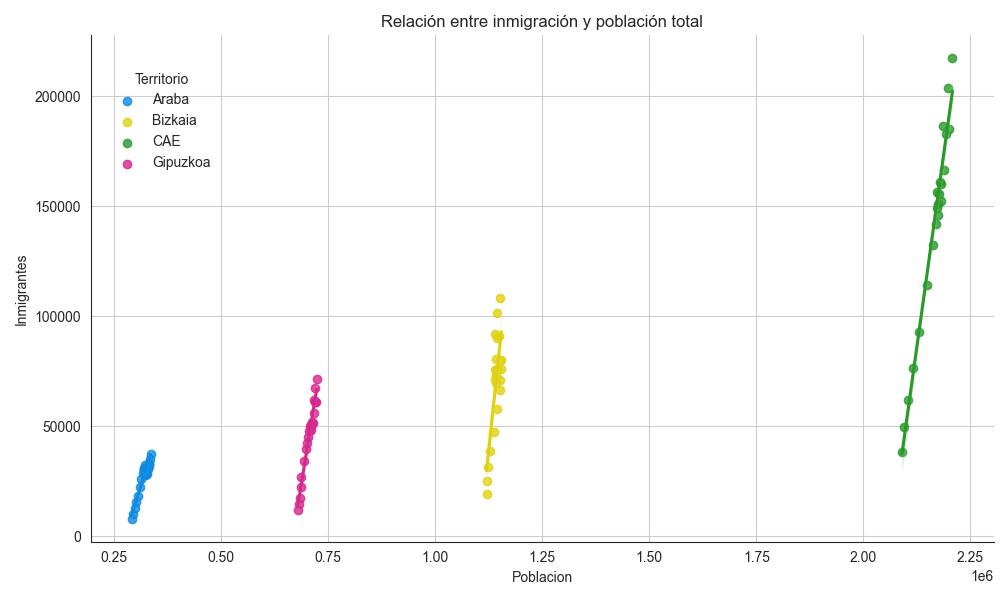 Relación entre inmigración y población total
Territorio
Araba
Bizkaia
CAE
Gipuzkoa
Inmigrantes
200000
150000
100000
50000
0
0.25 0.50 0.75 1.00 1.25 1.50 1.75 2.00 2.25
1e6
Poblacion